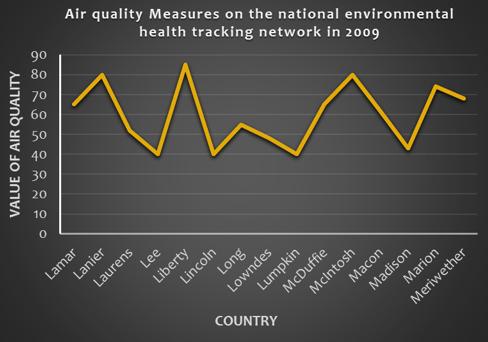 Air quality Measures on the national environmental
health tracking network in 2009
VALUE OF AIR QUALITY
90
80
70
60
50
40
30
20
10
0
Lamar
Lanier
Laurens
Lee
Liberty
Lincoln
Long
Lowndes
Lumpkin
McDuffie
McIntosh
Macon
Madison
Marion
Meriwether
COUNTRY